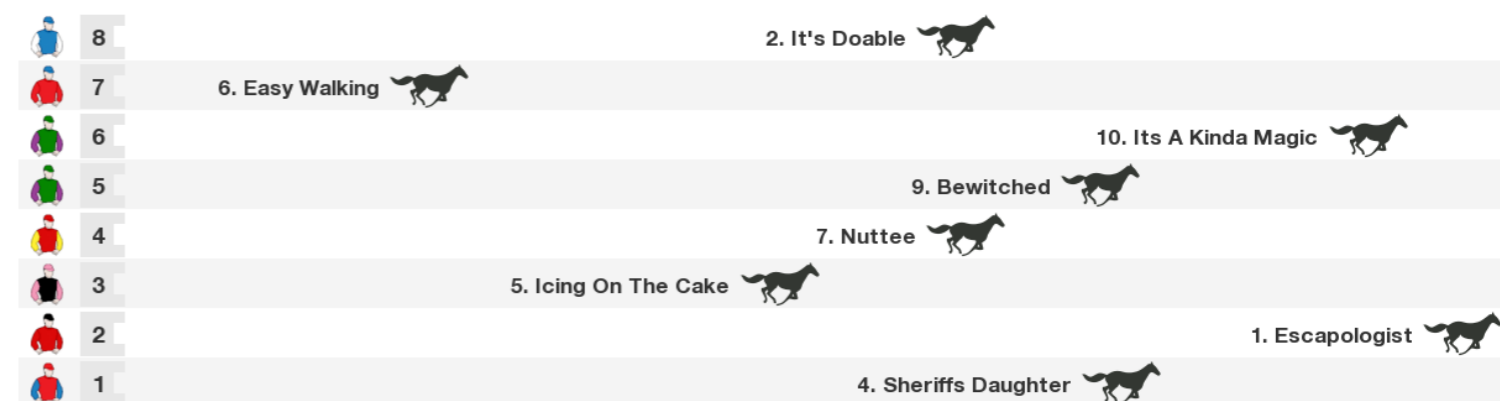 8 2. It's Doable
7 6. Easy Walking
6 10. Its A Kinda Magic
5 9. Bewitched
4 7. Nuttee
3 5. Icing On The Cake
2 1. Escapologist
1 4. Sheriffs Daughter